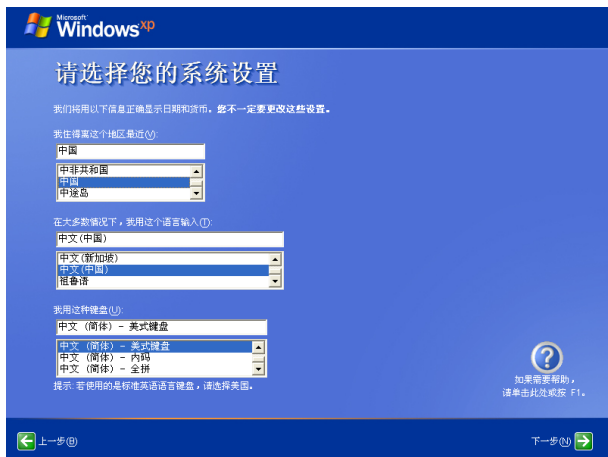 Microsoft
Windows xp
请选择您的系统设置
我们将用以下信息正确显示日期和货币。您不一定要更改这些设置。
我住得离这个地区最近(V):
中国
中非共和国
中国
中途岛
在大多数情况下，我用这个语言输入(T):
中文(中国)
中文(新加坡)
中文(中国)
祖鲁语
我用这种键盘(U):
中文 (简体) - 美式键盘
中文 (简体) - 美式键盘
中文 (简体) - 内码
中文 (简体) - 全拼
提示: 若使用的是标准英语语言键盘，请选择美国。
如果需要帮助，
请单击此处或按 F1。
上一步(B)
下一步(N)